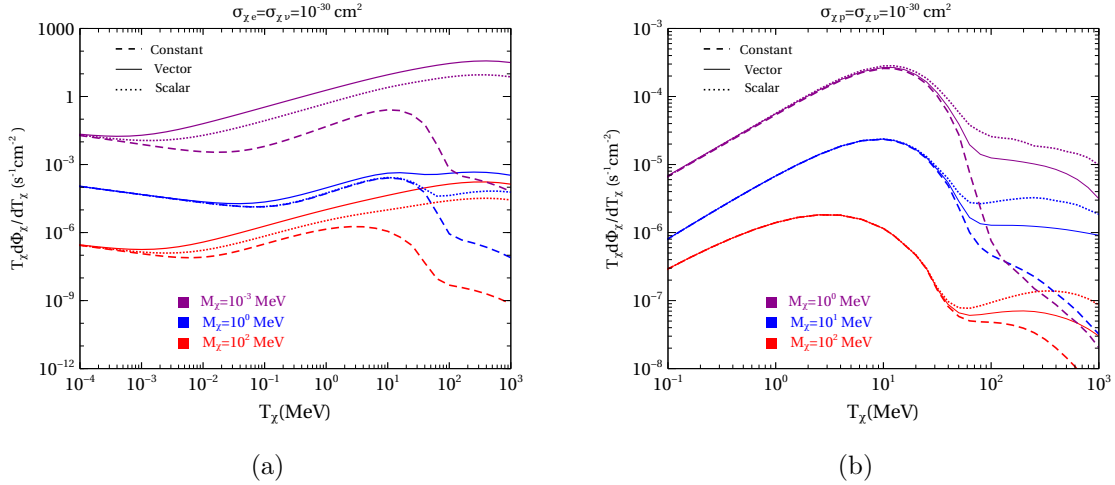 σχe=σχν=10⁻³⁰ cm²
1000
1
10⁻³
10⁻⁶
10⁻⁹
10⁻¹²
TχdΦχ/dTχ (s⁻¹cm⁻²)
Constant
Vector
Scalar
Mχ=10⁻³ MeV
Mχ=10⁰ MeV
Mχ=10² MeV
10⁻⁴ 10⁻³ 10⁻² 10⁻¹ 10⁰ 10¹ 10² 10³
Tχ(MeV)
(a)
σχp=σχν=10⁻³⁰ cm²
10⁻³
10⁻⁴
10⁻⁵
10⁻⁶
10⁻⁷
10⁻⁸
TχdΦχ/dTχ (s⁻¹cm⁻²)
Constant
Vector
Scalar
Mχ=10⁰ MeV
Mχ=10¹ MeV
Mχ=10² MeV
10⁻¹ 10⁰ 10¹ 10² 10³
Tχ(MeV)
(b)